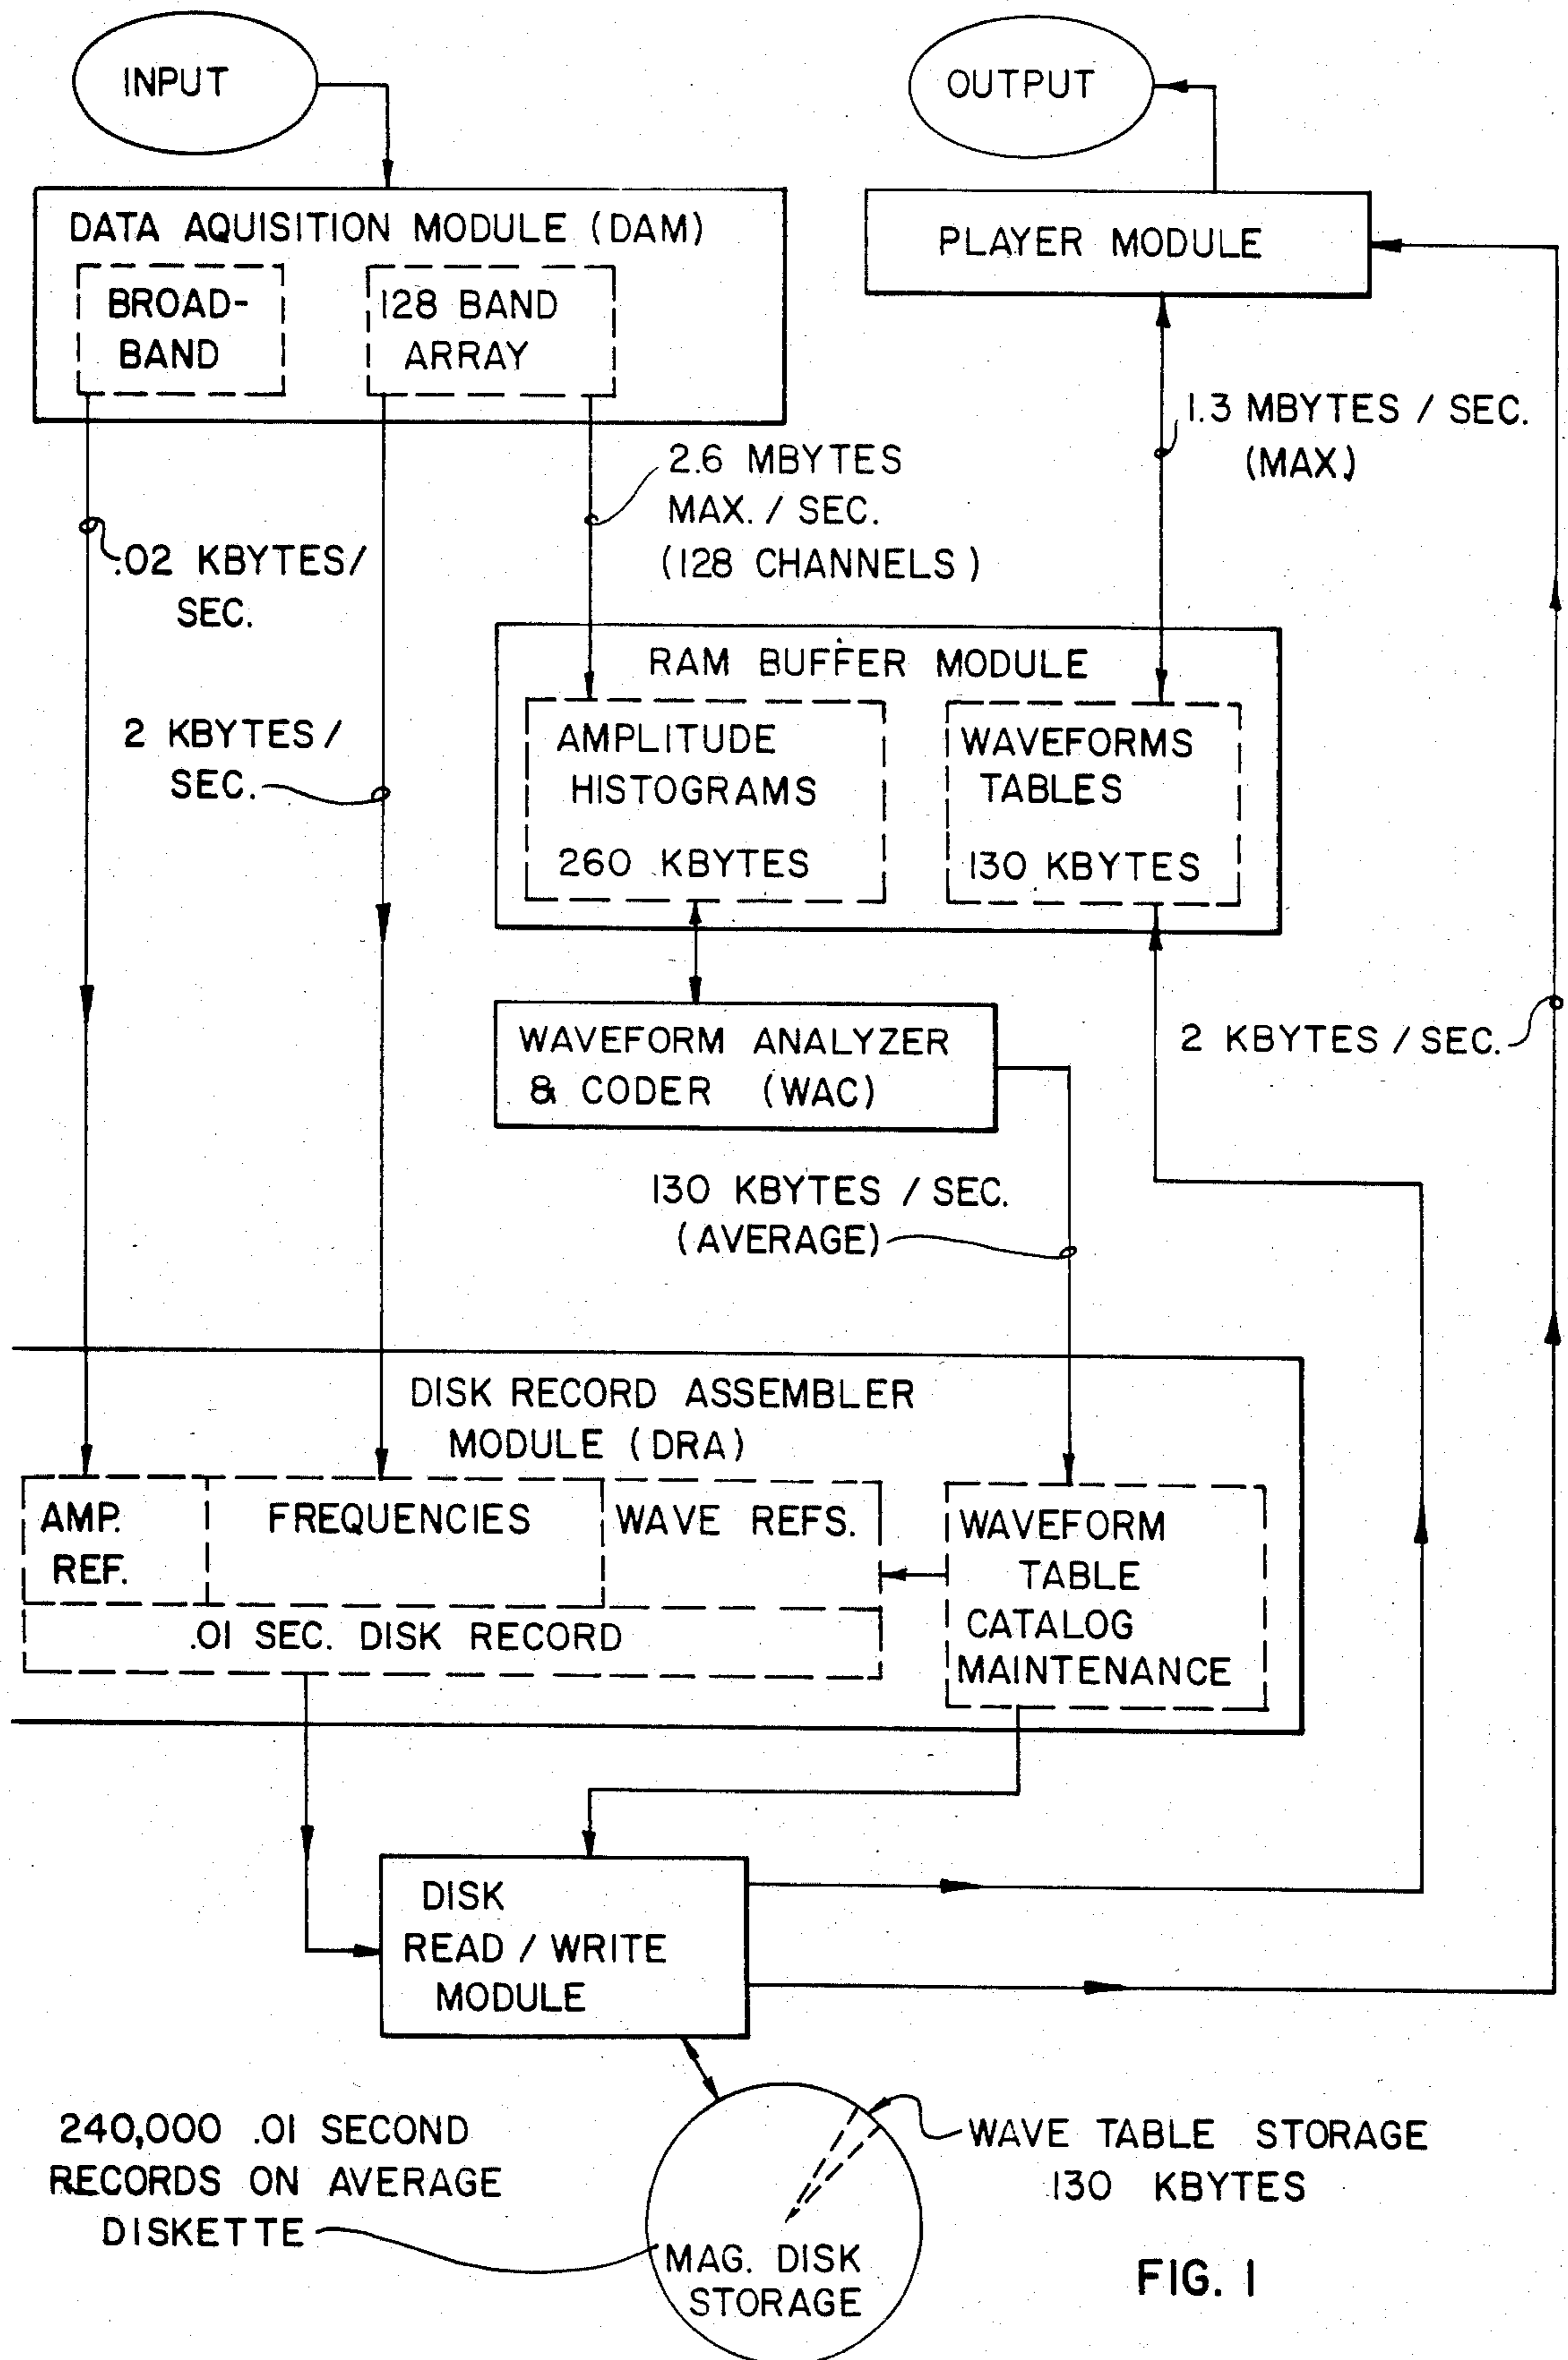 INPUT
OUTPUT
DATA AQUISITION MODULE (DAM)
BROAD-
BAND
128 BAND
ARRAY
PLAYER MODULE
1.3 MBYTES / SEC.
(MAX.)
2.6 MBYTES
MAX. / SEC.
(128 CHANNELS)
.02 KBYTES/
SEC.
2 KBYTES /
SEC.
RAM BUFFER MODULE
AMPLITUDE
HISTOGRAMS
260 KBYTES
WAVEFORMS
TABLES
130 KBYTES
WAVEFORM ANALYZER
& CODER (WAC)
2 KBYTES / SEC.
130 KBYTES / SEC.
(AVERAGE)
DISK RECORD ASSEMBLER
MODULE (DRA)
AMP.
REF.
FREQUENCIES
WAVE REFS.
.01 SEC. DISK RECORD
WAVEFORM
TABLE
CATALOG
MAINTENANCE
DISK
READ / WRITE
MODULE
240,000 .01 SECOND
RECORDS ON AVERAGE
DISKETTE
WAVE TABLE STORAGE
130 KBYTES
MAG. DISK
STORAGE
FIG. 1